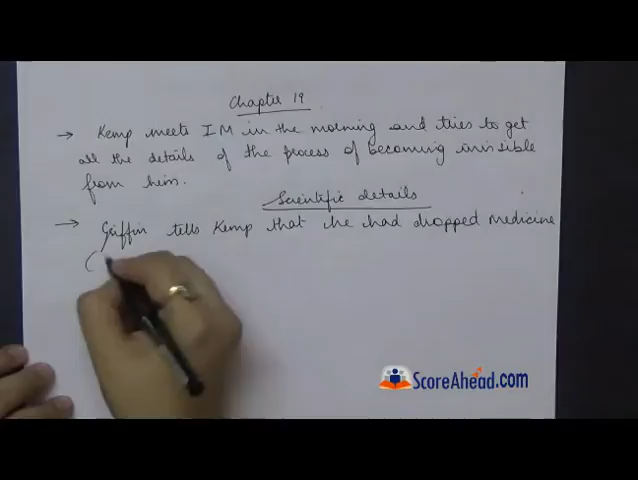 Chapter 19
→ Kemp meets I M in the morning and tries to get
all the details of the process of becoming invisible
from him.
Scientific details
→ Griffin tells Kemp that he had dropped medicine
(
ScoreAhead.com